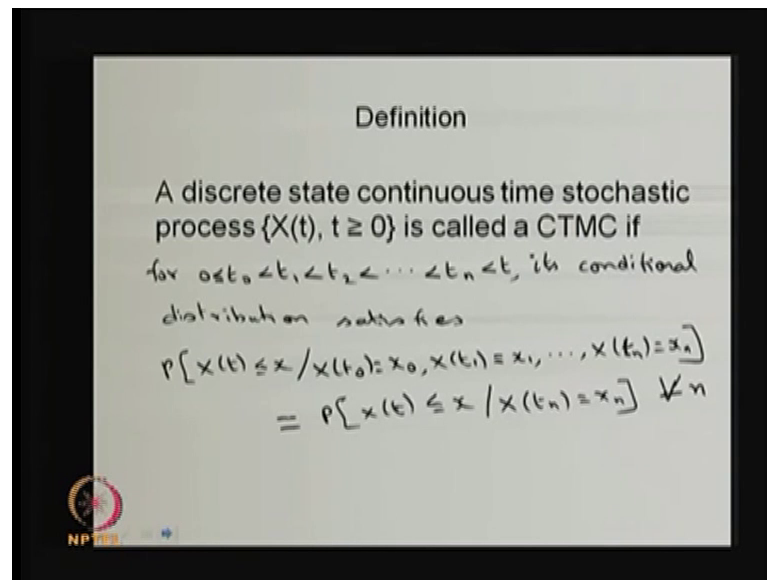 Definition
A discrete state continuous time stochastic
process {X(t), t ≥ 0} is called a CTMC if
for 0≤t₀<t₁<t₂<⋯<tₙ<t, its conditional
distribution satisfies
P[X(t) ≤ x / X(t₀)=x₀, X(t₁)=x₁, …, X(tₙ)=xₙ]
= P[X(t) ≤ x / X(tₙ)=xₙ] ∀n
NPTEL